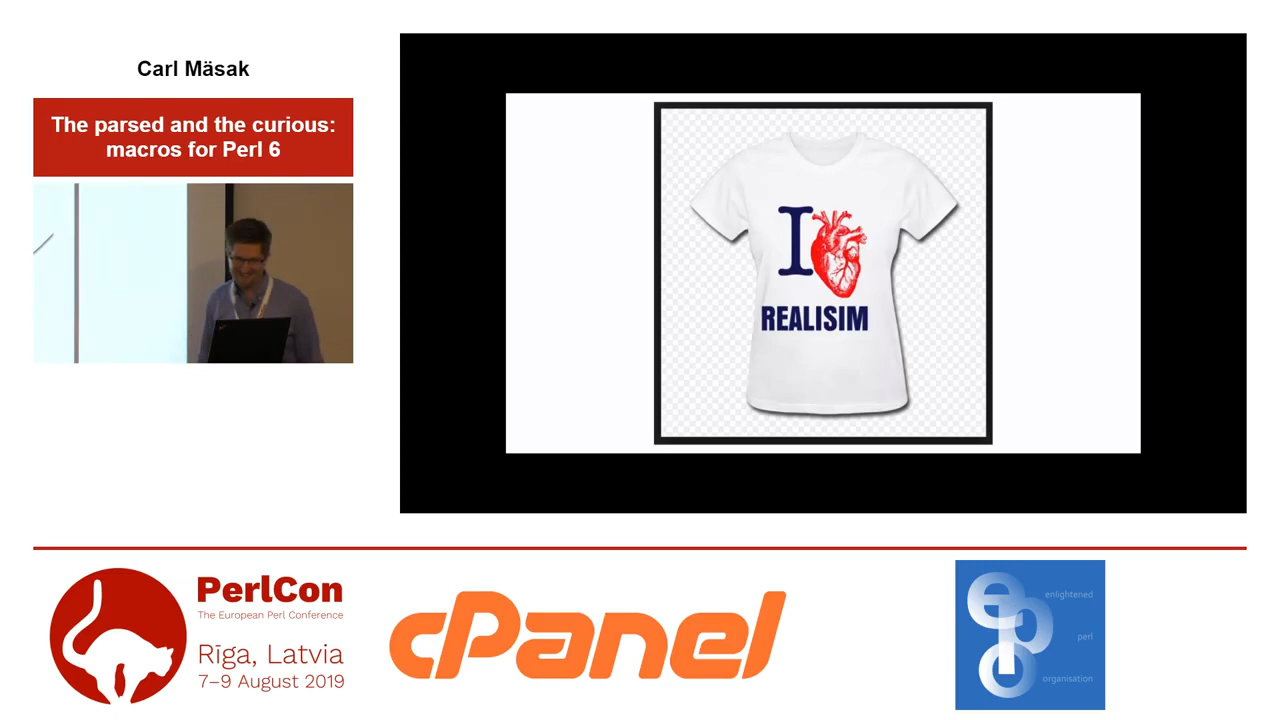 Carl Mäsak
The parsed and the curious:
macros for Perl 6
I
REALISIM
PerlCon
The European Perl Conference
Rīga, Latvia
7–9 August 2019
cPanel
epo
enlightened
perl
organisation